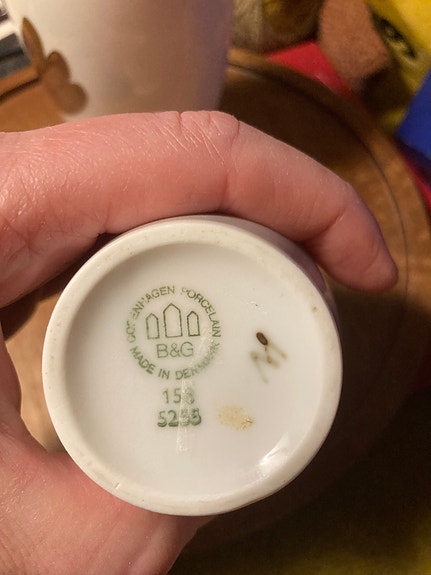 COPENHAGEN PORCELAIN
B&G
MADE IN DENMARK
158
5255
M